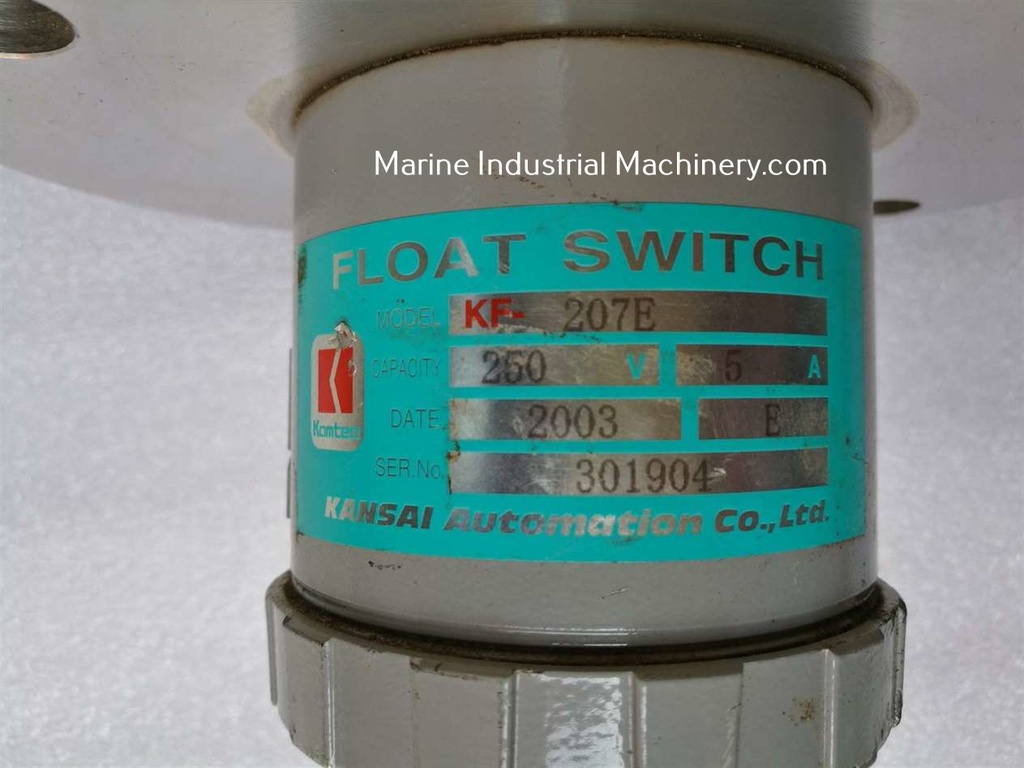 Marine Industrial Machinery.com
FLOAT SWITCH
MODEL KF- 207E
CAPACITY 250 V 5 A
DATE 2003 E
SER.No. 301904
Kamtec
KANSAI Automation Co., Ltd.